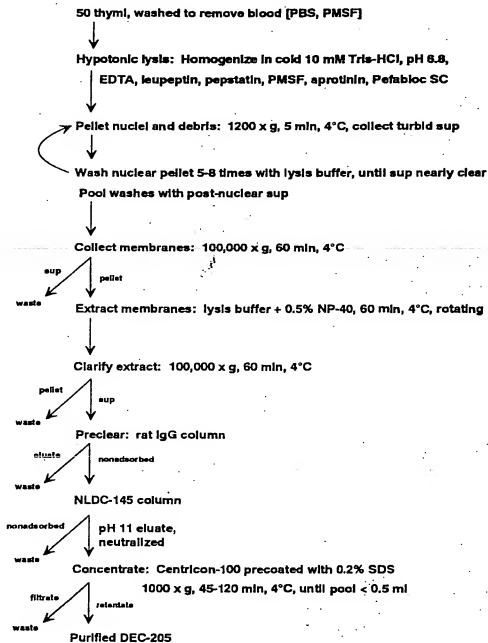 50 thymi, washed to remove blood [PBS, PMSF]
Hypotonic lysis: Homogenize in cold 10 mM Tris-HCl, pH 6.8,
EDTA, leupeptin, pepstatin, PMSF, aprotinin, Pefabloc SC
Pellet nuclei and debris: 1200 x g, 5 min, 4°C, collect turbid sup
Wash nuclear pellet 5-8 times with lysis buffer, until sup nearly clear
Pool washes with post-nuclear sup
Collect membranes: 100,000 x g, 60 min, 4°C
sup
pellet
waste
Extract membranes: lysis buffer + 0.5% NP-40, 60 min, 4°C, rotating
Clarify extract: 100,000 x g, 60 min, 4°C
pellet
sup
waste
Preclear: rat IgG column
eluate
nonadsorbed
waste
NLDC-145 column
nonadsorbed
pH 11 eluate,
neutralized
waste
Concentrate: Centricon-100 precoated with 0.2% SDS
1000 x g, 45-120 min, 4°C, until pool < 0.5 ml
filtrate
retentate
waste
Purified DEC-205